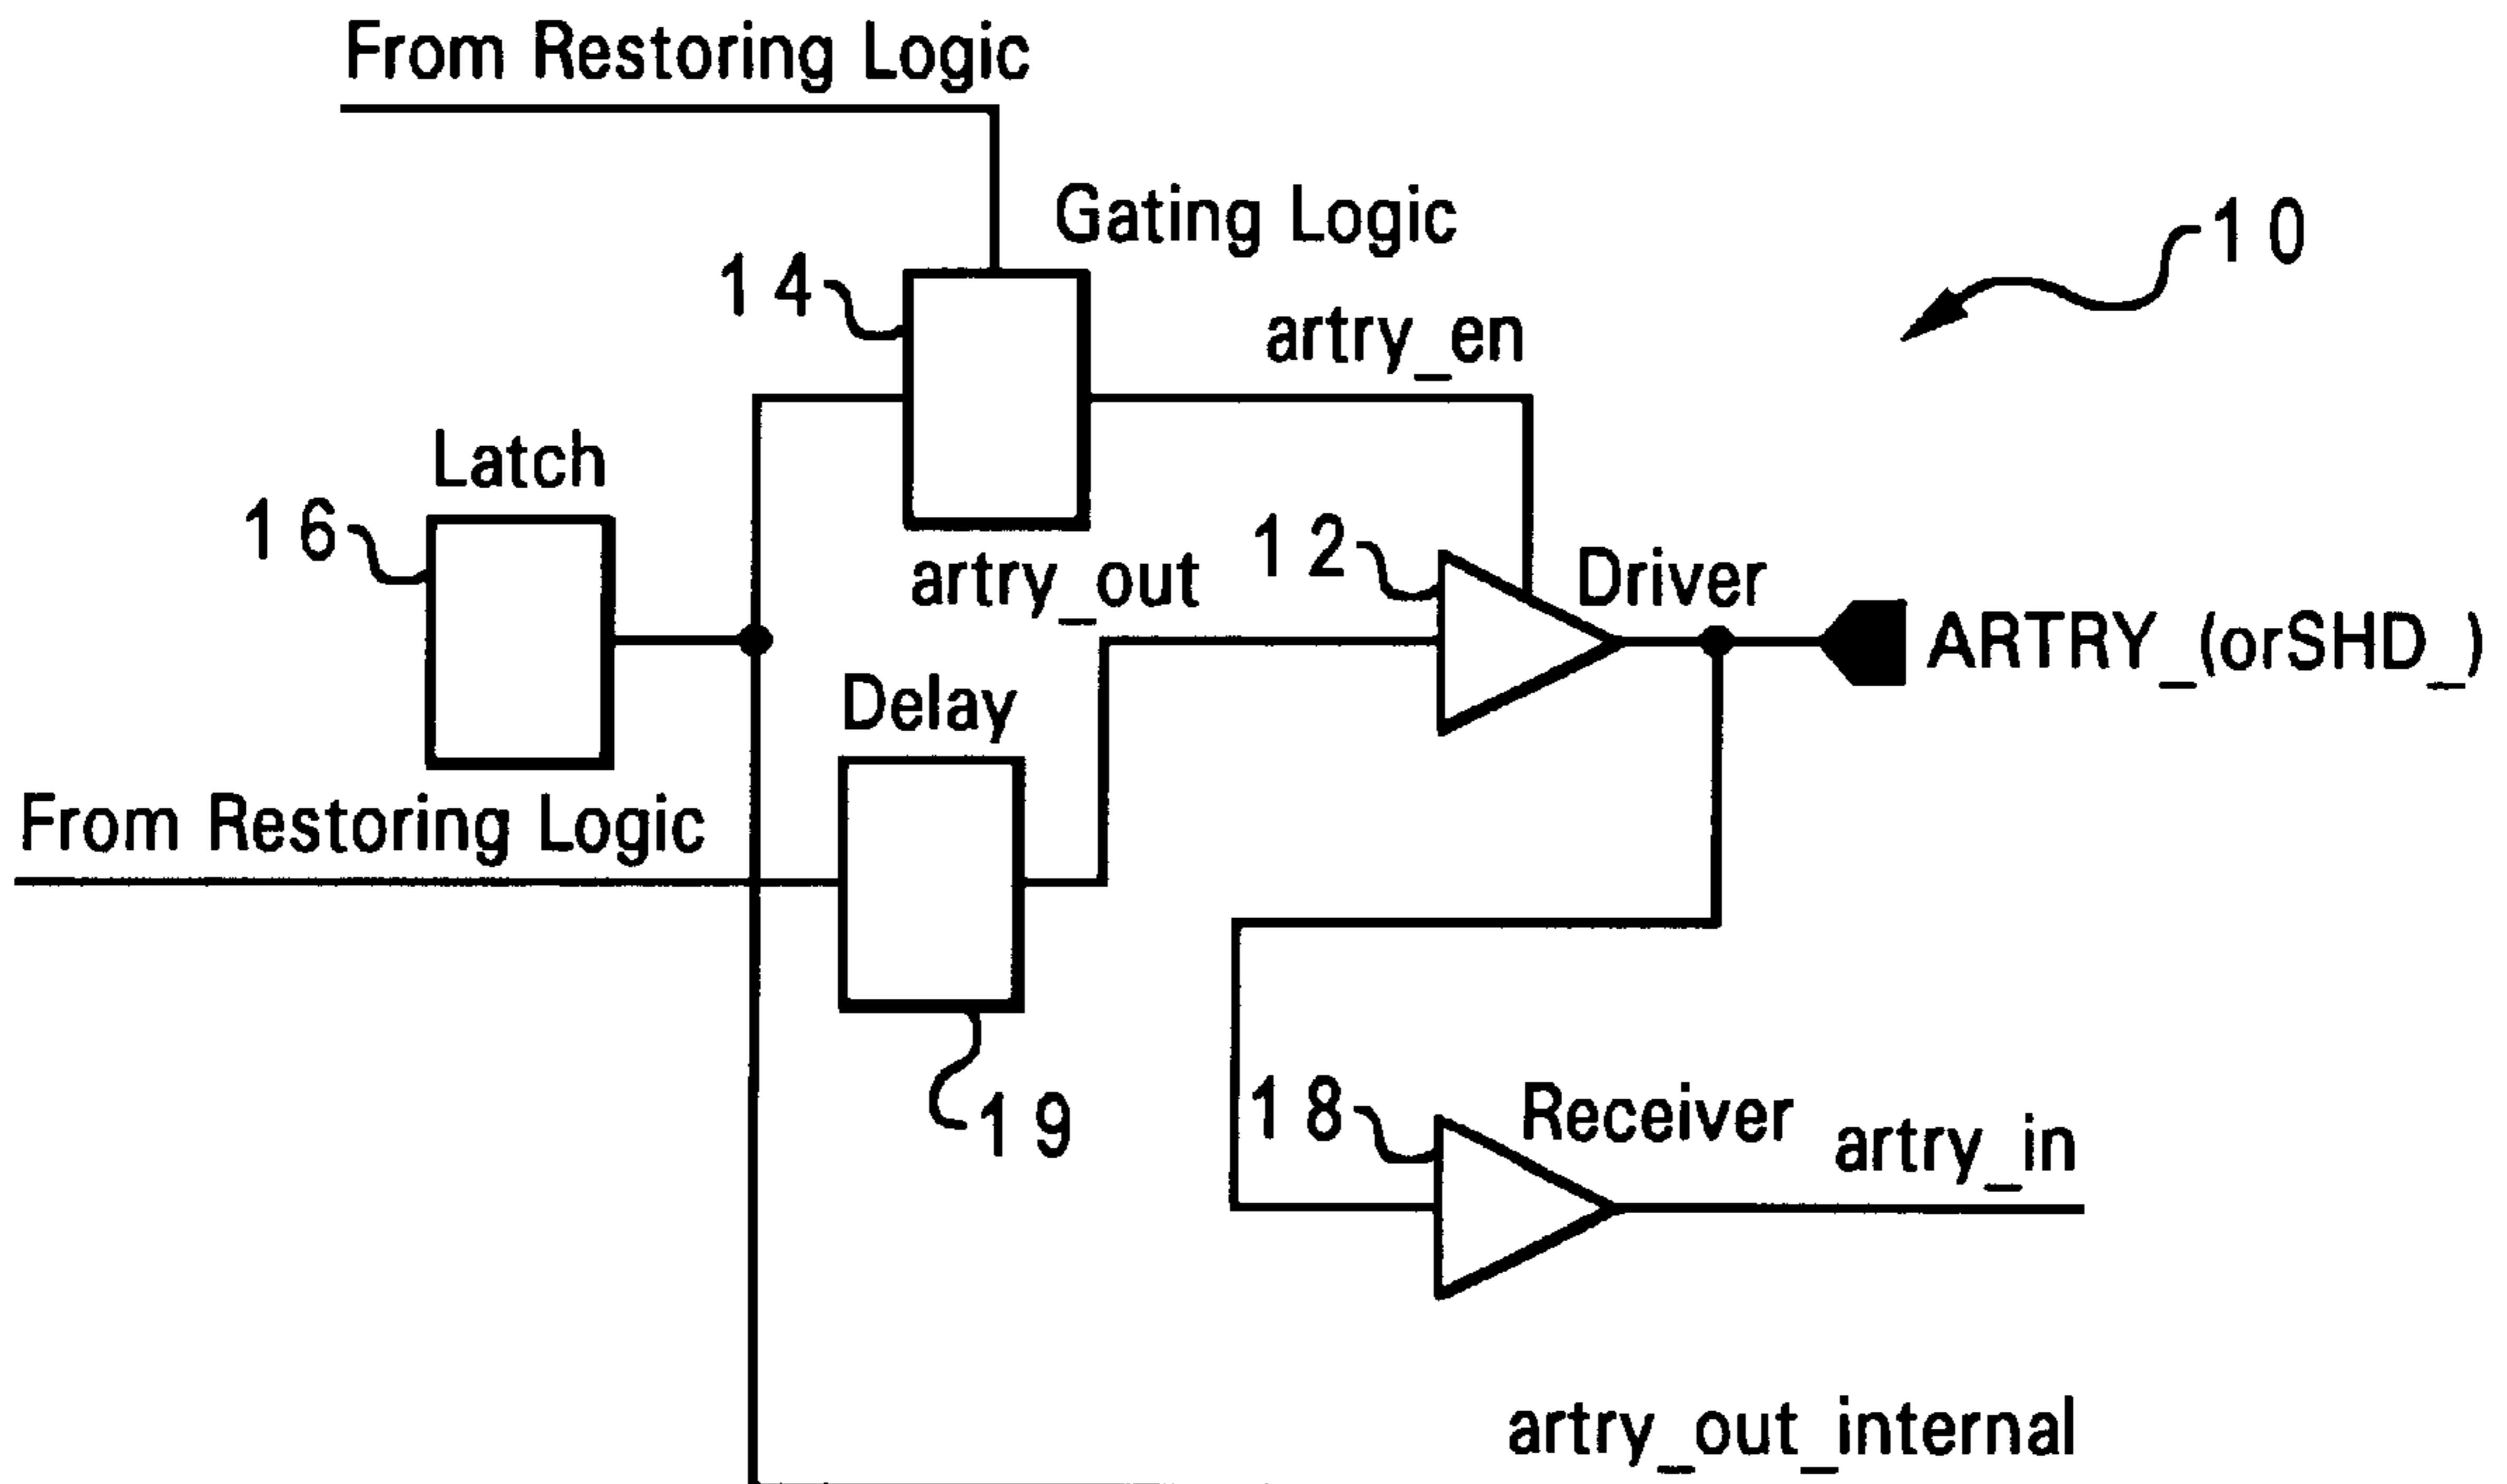 From Restoring Logic
Gating Logic
14
10
artry_en
Latch
16
artry_out
12
Driver
ARTRY_(orSHD_)
Delay
From Restoring Logic
19
18
Receiver
artry_in
artry_out_internal